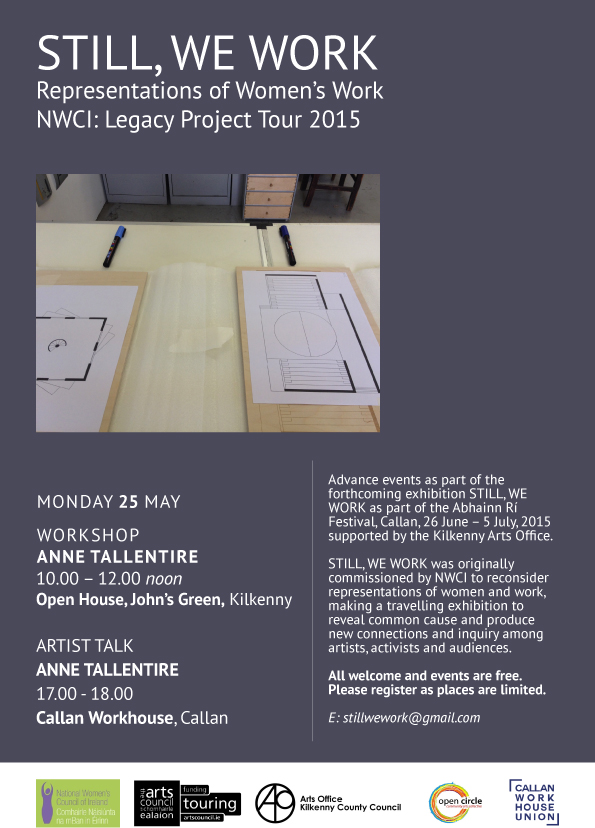 STILL, WE WORK
Representations of Women's Work
NWCI: Legacy Project Tour 2015
MONDAY 25 MAY
WORKSHOP
ANNE TALLENTIRE
10.00 – 12.00 noon
Open House, John's Green, Kilkenny
ARTIST TALK
ANNE TALLENTIRE
17.00 - 18.00
Callan Workhouse, Callan
Advance events as part of the
forthcoming exhibition STILL, WE
WORK as part of the Abhainn Rí
Festival, Callan, 26 June – 5 July, 2015
supported by the Kilkenny Arts Office.
STILL, WE WORK was originally
commissioned by NWCI to reconsider
representations of women and work,
making a travelling exhibition to
reveal common cause and produce
new connections and inquiry among
artists, activists and audiences.
All welcome and events are free.
Please register as places are limited.
E: stillwework@gmail.com
National Women's
Council of Ireland
Comhairle Náisiúnta
na mBan in Éirinn
arts
council
schomhairle
ealaíon
funding
touring
artscouncil.ie
Arts Office
Kilkenny County Council
open circle
CALLAN
WORK
HOUSE
UNION